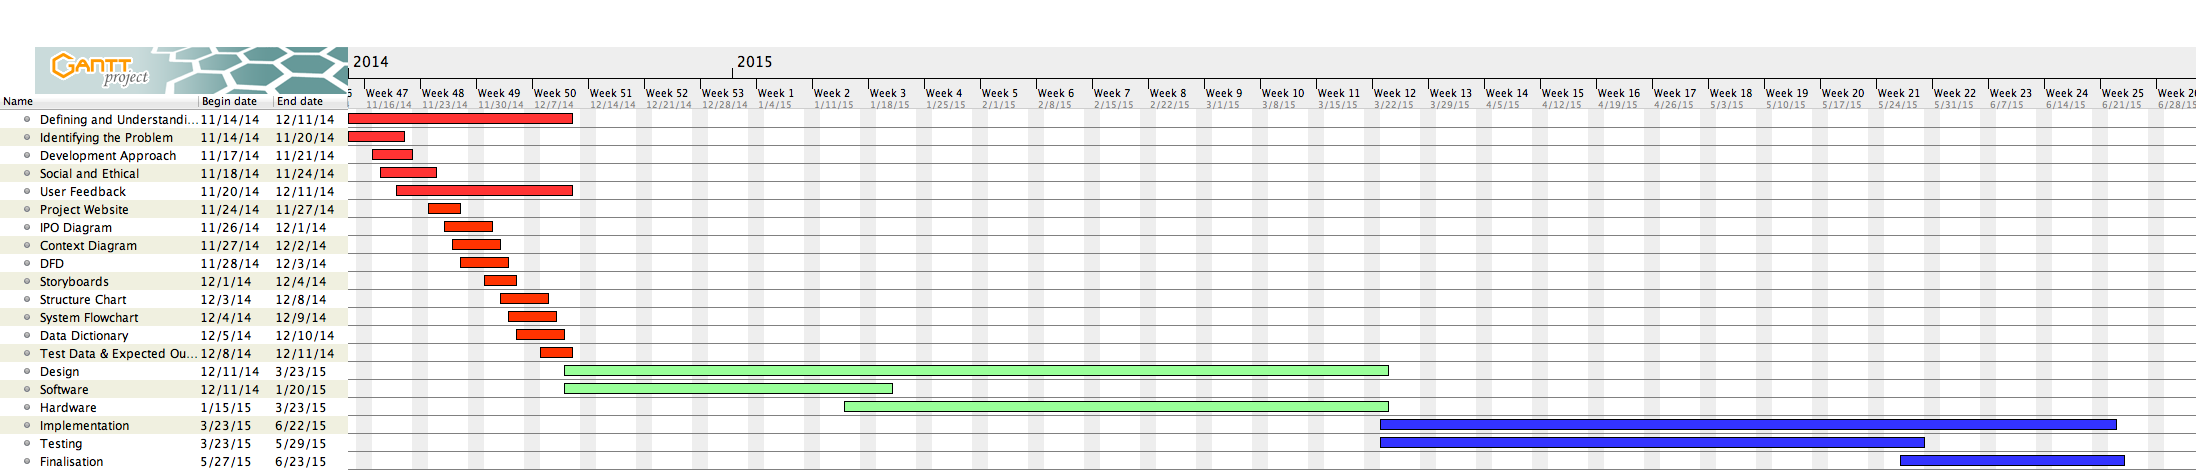 2014 2015
GANTT
project
5 Week 47 Week 48 Week 49 Week 50 Week 51 Week 52 Week 53 Week 1 Week 2 Week 3 Week 4 Week 5 Week 6 Week 7 Week 8 Week 9 Week 10 Week 11 Week 12 Week 13 Week 14 Week 15 Week 16 Week 17 Week 18 Week 19 Week 20 Week 21 Week 22 Week 23 Week 24 Week 25 Week 26
Name Begin date End date 11/16/14 11/23/14 11/30/14 12/7/14 12/14/14 12/21/14 12/28/14 1/4/15 1/11/15 1/18/15 1/25/15 2/1/15 2/8/15 2/15/15 2/22/15 3/1/15 3/8/15 3/15/15 3/22/15 3/29/15 4/5/15 4/12/15 4/19/15 4/26/15 5/3/15 5/10/15 5/17/15 5/24/15 5/31/15 6/7/15 6/14/15 6/21/15 6/28/15
Defining and Understandi... 11/14/14 12/11/14
Identifying the Problem 11/14/14 11/20/14
Development Approach 11/17/14 11/21/14
Social and Ethical 11/18/14 11/24/14
User Feedback 11/20/14 12/11/14
Project Website 11/24/14 11/27/14
IPO Diagram 11/26/14 12/1/14
Context Diagram 11/27/14 12/2/14
DFD 11/28/14 12/3/14
Storyboards 12/1/14 12/4/14
Structure Chart 12/3/14 12/8/14
System Flowchart 12/4/14 12/9/14
Data Dictionary 12/5/14 12/10/14
Test Data & Expected Ou... 12/8/14 12/11/14
Design 12/11/14 3/23/15
Software 12/11/14 1/20/15
Hardware 1/15/15 3/23/15
Implementation 3/23/15 6/22/15
Testing 3/23/15 5/29/15
Finalisation 5/27/15 6/23/15